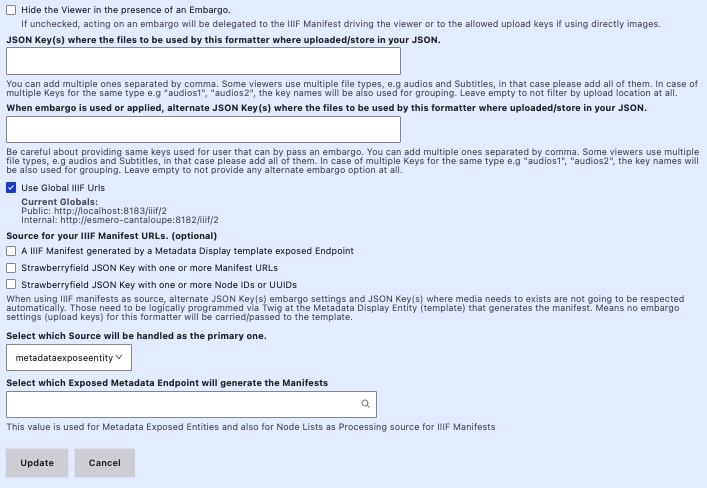 Hide the Viewer in the presence of an Embargo.
If unchecked, acting on an embargo will be delegated to the IIIF Manifest driving the viewer or to the allowed upload keys if using directly images.
JSON Key(s) where the files to be used by this formatter where uploaded/store in your JSON.
You can add multiple ones separated by comma. Some viewers use multiple file types, e.g audios and Subtitles, in that case please add all of them. In case of
multiple Keys for the same type e.g "audios1", "audios2", the key names will be also used for grouping. Leave empty to not filter by upload location at all.
When embargo is used or applied, alternate JSON Key(s) where the files to be used by this formatter where uploaded/store in your JSON.
Be careful about providing same keys used for user that can by pass an embargo. You can add multiple ones separated by comma. Some viewers use multiple
file types, e.g audios and Subtitles, in that case please add all of them. In case of multiple Keys for the same type e.g "audios1", "audios2", the key names will
be also used for grouping. Leave empty to not provide any alternate embargo option at all.
Use Global IIIF Urls
Current Globals:
Public: http://localhost:8183/iiif/2
Internal: http://esmero-cantaloupe:8182/iiif/2
Source for your IIIF Manifest URLs. (optional)
A IIIF Manifest generated by a Metadata Display template exposed Endpoint
Strawberryfield JSON Key with one or more Manifest URLs
Strawberryfield JSON Key with one or more Node IDs or UUIDs
When using IIIF manifests as source, alternate JSON Key(s) embargo settings and JSON Key(s) where media needs to exists are not going to be respected
automatically. Those need to be logically programmed via Twig at the Metadata Display Entity (template) that generates the manifest. Means no embargo
settings (upload keys) for this formatter will be carried/passed to the template.
Select which Source will be handled as the primary one.
metadataexposeentity
Select which Exposed Metadata Endpoint will generate the Manifests
This value is used for Metadata Exposed Entities and also for Node Lists as Processing source for IIIF Manifests
Update Cancel